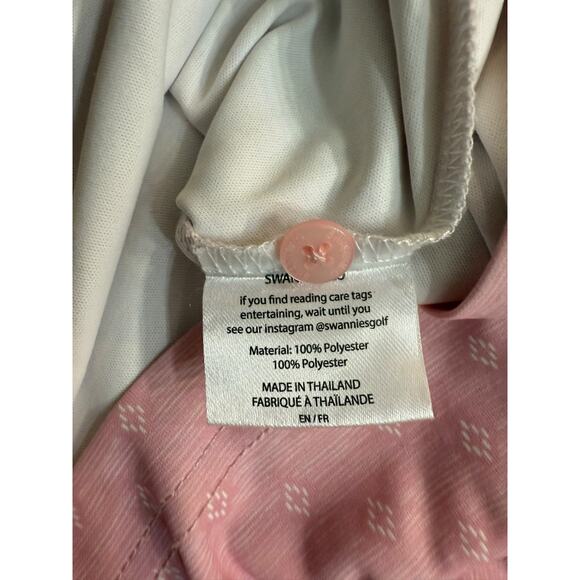 if you find reading care tags
entertaining, wait until you
see our instagram @swanniesgolf
Material: 100% Polyester
100% Polyester
MADE IN THAILAND
FABRIQUÉ À THAÏLANDE
EN / FR